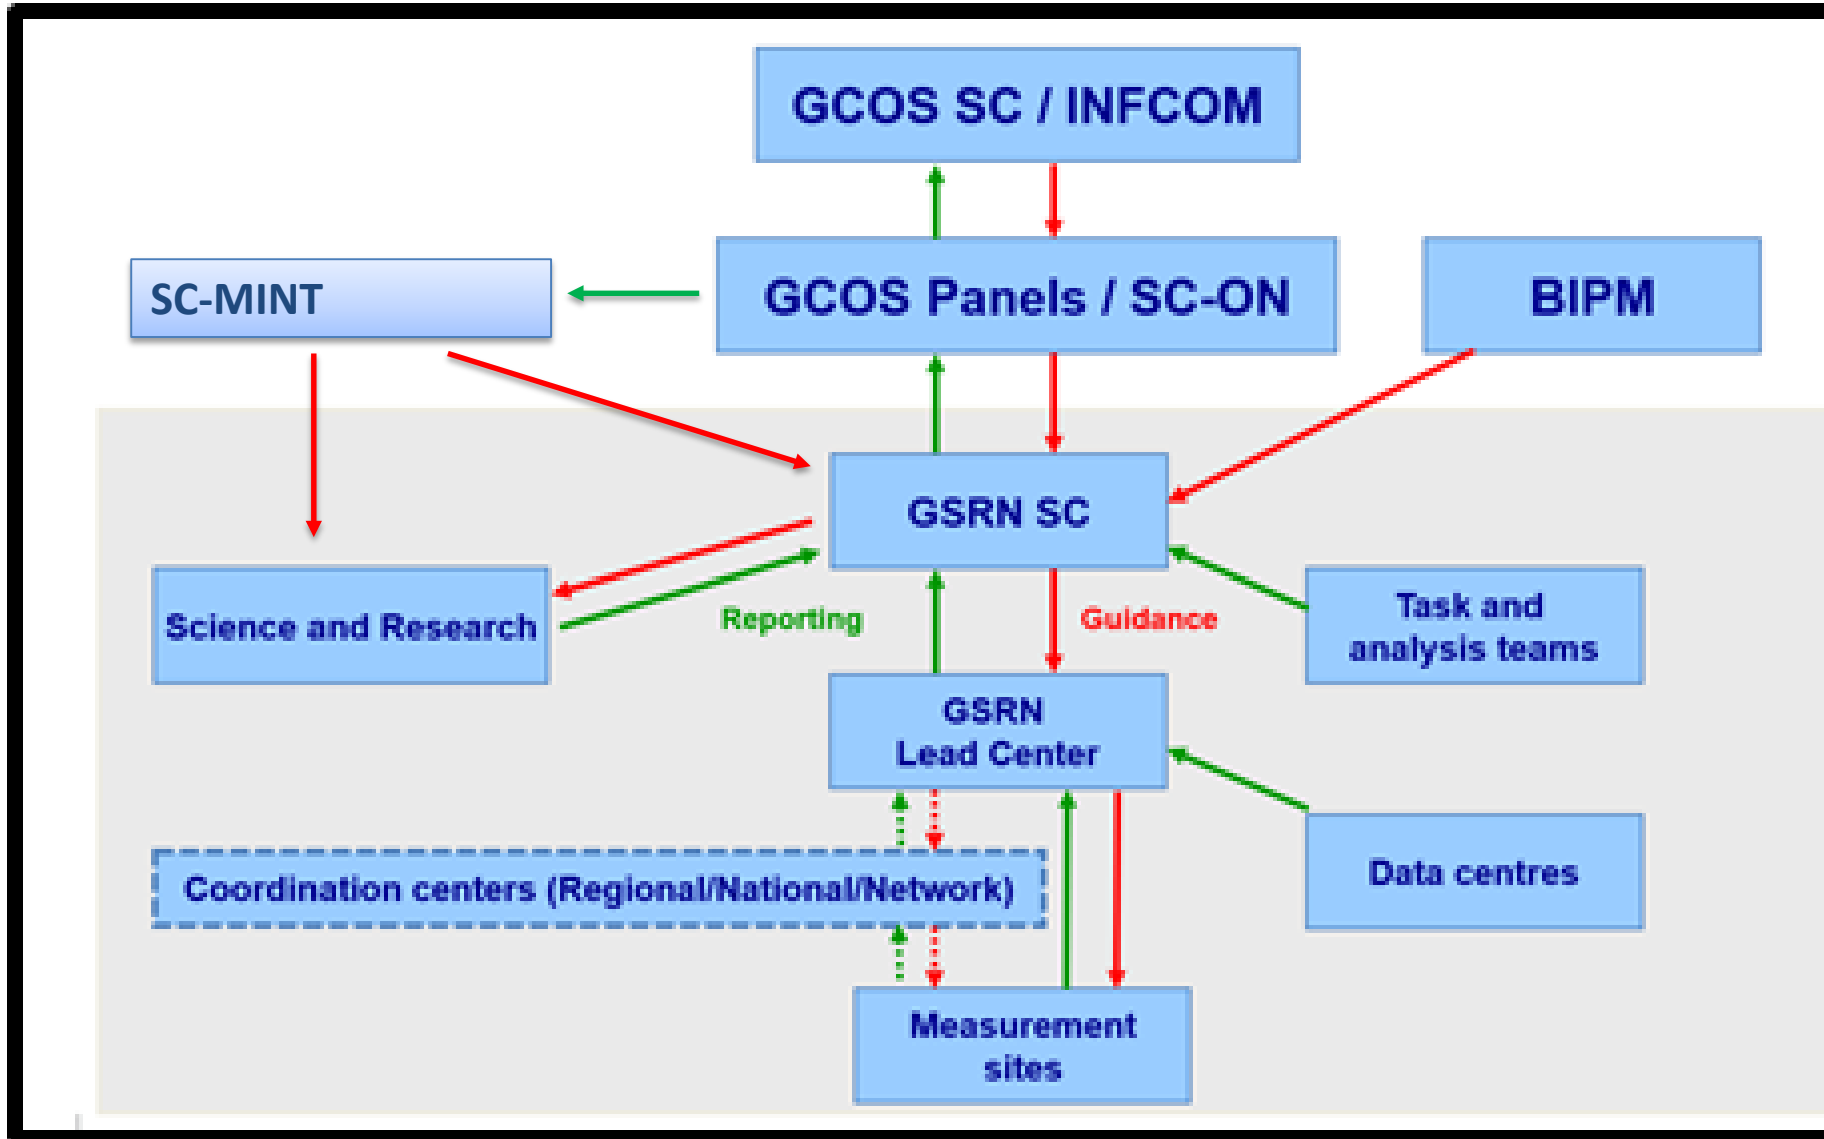 GCOS SC / INFCOM
SC-MINT
GCOS Panels / SC-ON
BIPM
GSRN SC
Science and Research
Reporting
Guidance
Task and
analysis teams
GSRN
Lead Center
Coordination centers (Regional/National/Network)
Data centres
Measurement
sites